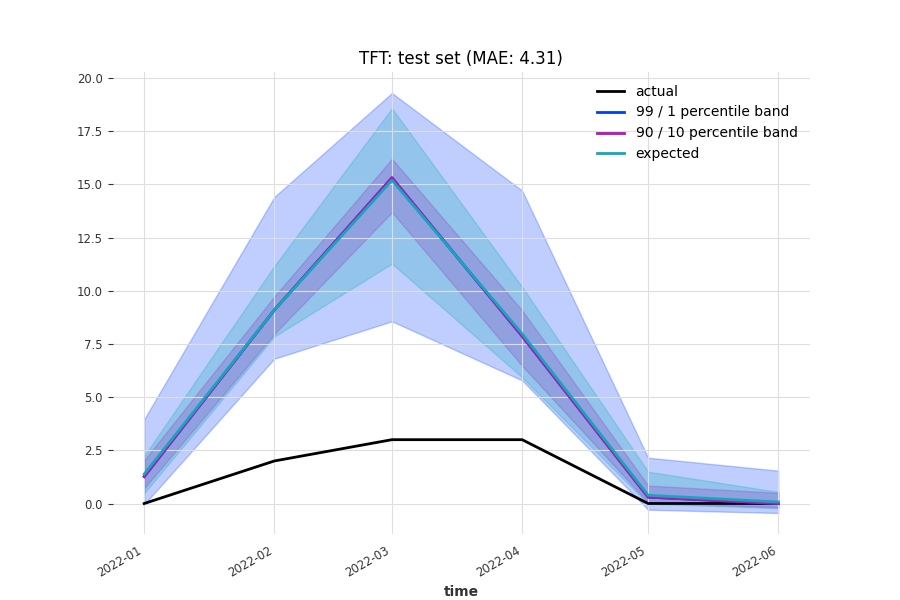 TFT: test set (MAE: 4.31)
20.0
17.5
15.0
12.5
10.0
7.5
5.0
2.5
0.0
actual
99 / 1 percentile band
90 / 10 percentile band
expected
2022-01
2022-02
2022-03
2022-04
2022-05
2022-06
time